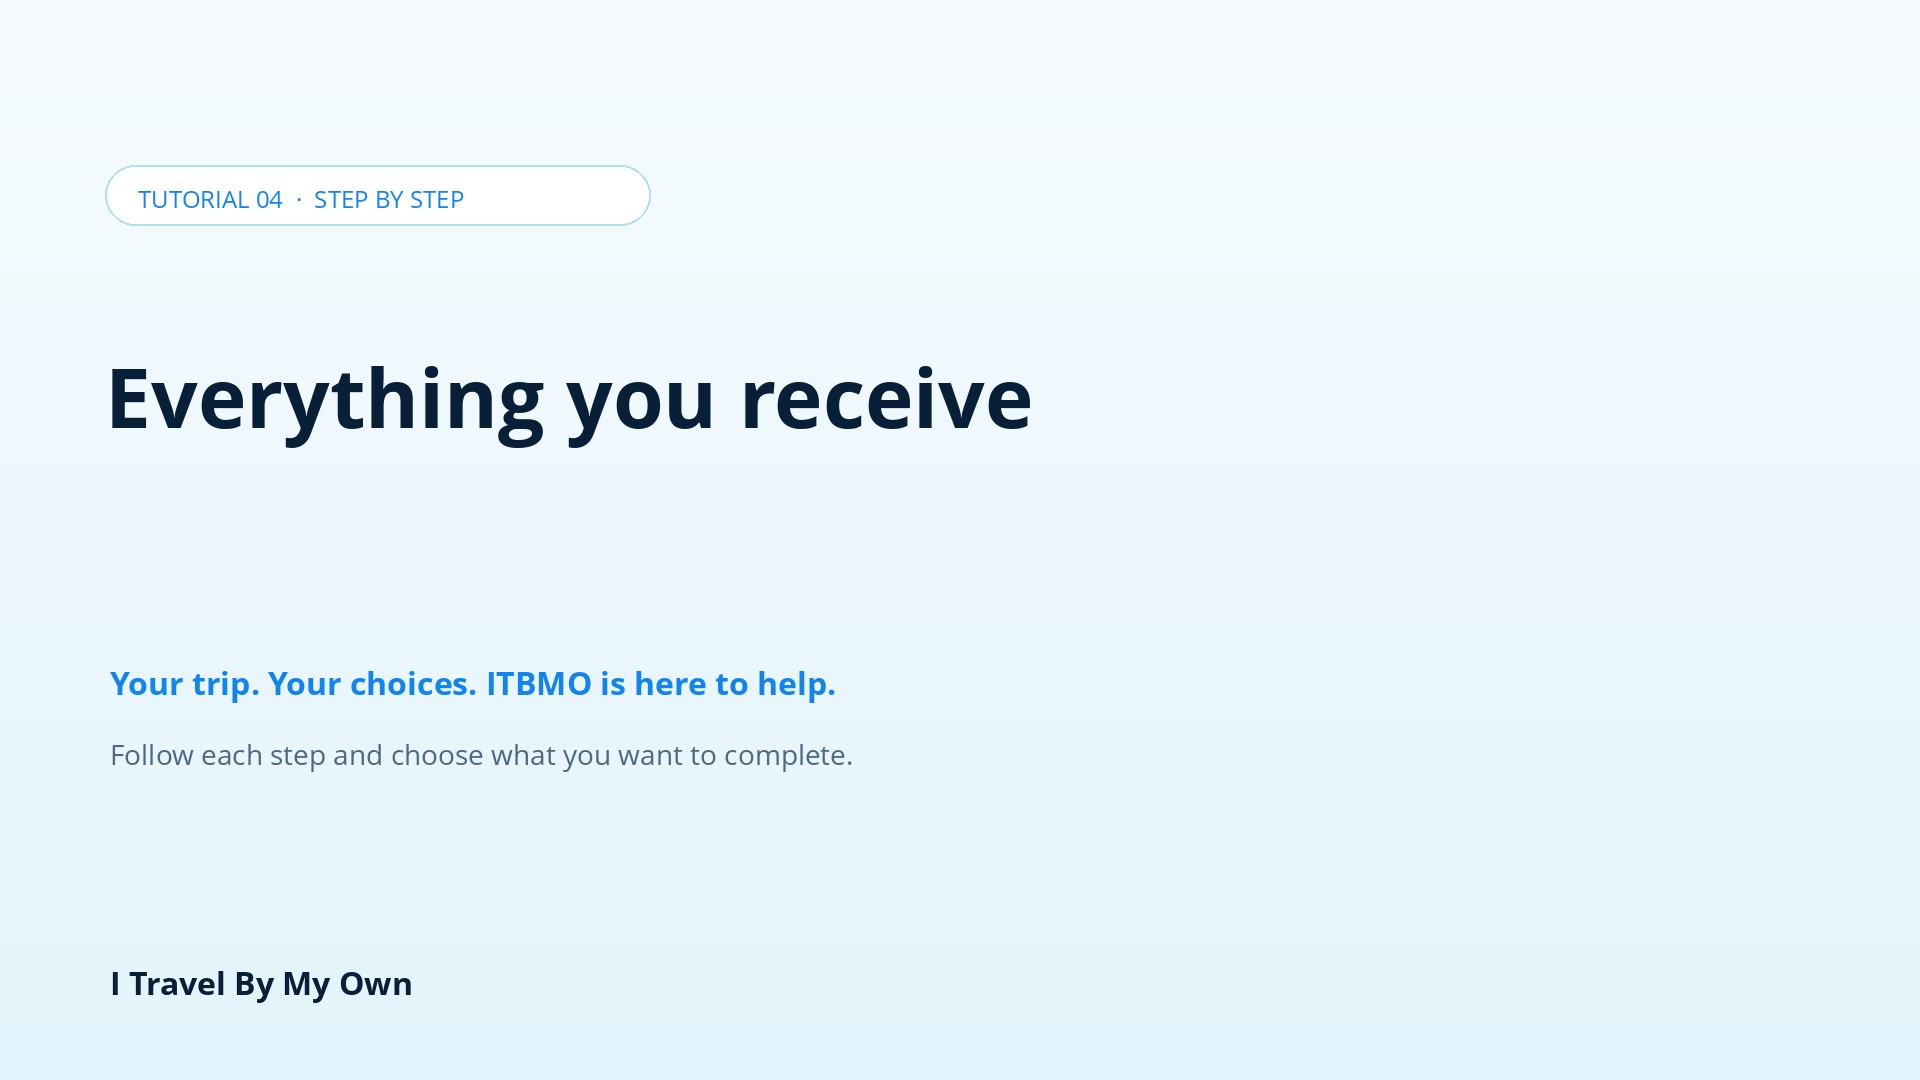 TUTORIAL 04 · STEP BY STEP
Everything you receive
Your trip. Your choices. ITBMO is here to help.
Follow each step and choose what you want to complete.
I Travel By My Own